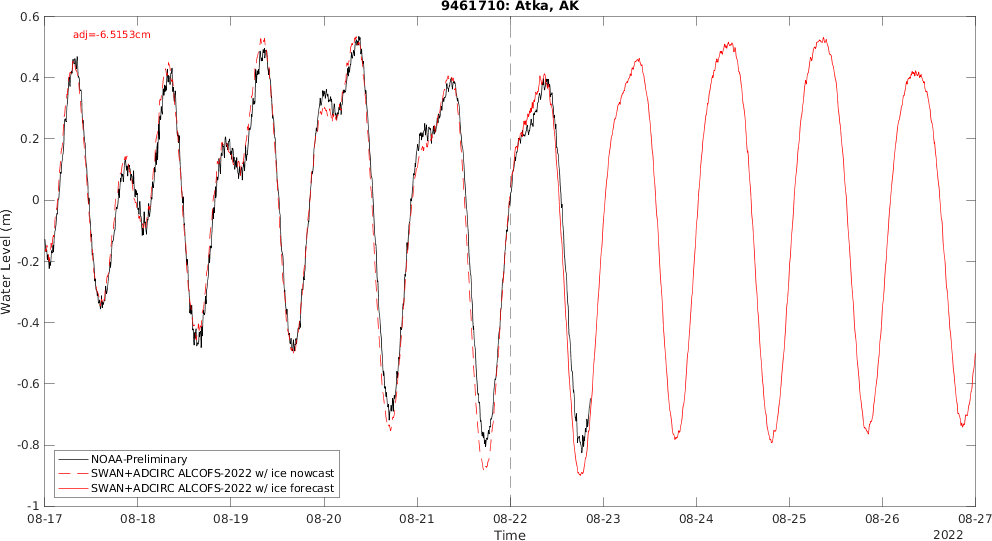 9461710: Atka, AK
adj=-6.5153cm
0.6
0.4
0.2
0
-0.2
-0.4
-0.6
-0.8
-1
Water Level (m)
NOAA-Preliminary
SWAN+ADCIRC ALCOFS-2022 w/ ice nowcast
SWAN+ADCIRC ALCOFS-2022 w/ ice forecast
08-17 08-18 08-19 08-20 08-21 08-22 08-23 08-24 08-25 08-26 08-27
Time
2022